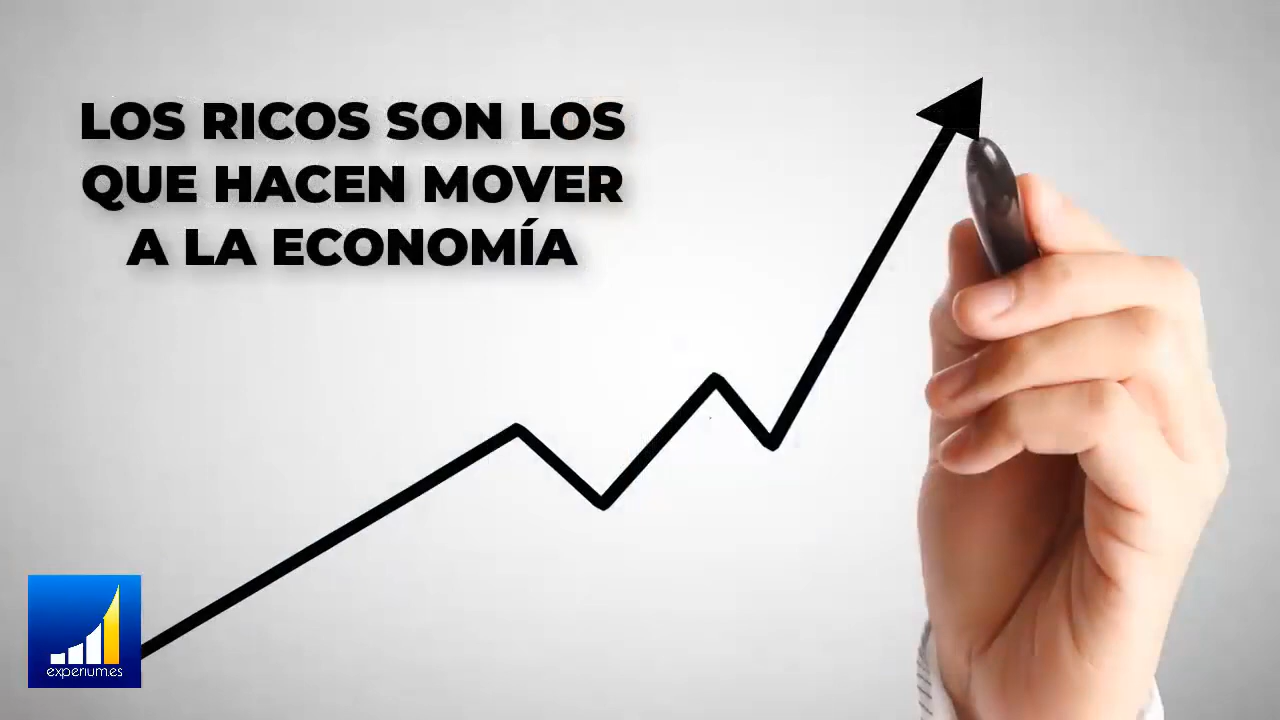 LOS RICOS SON LOS
QUE HACEN MOVER
A LA ECONOMÍA
experium.es